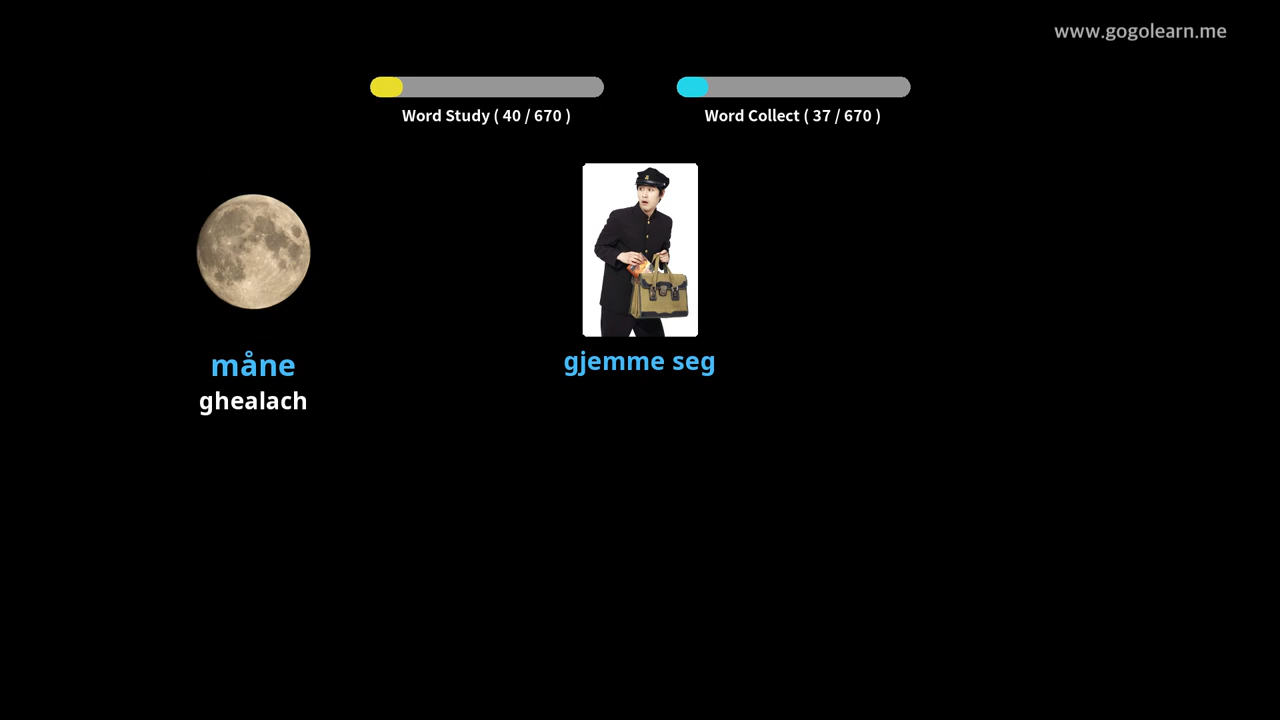 www.gogolearn.me
Word Study ( 40 / 670 )
Word Collect ( 37 / 670 )
måne
ghealach
gjemme seg